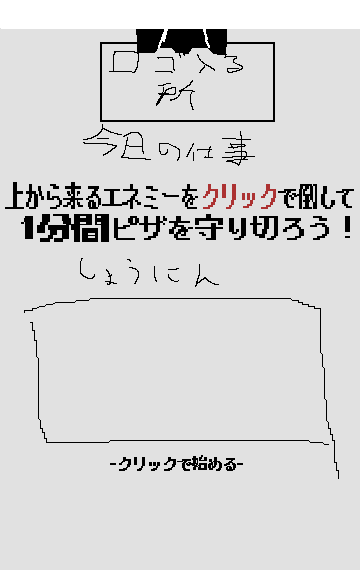 ロゴ入る
所
今日の仕事
上から来るエネミーをクリックで倒して
1分間ピザを守り切ろう！
しょうにん
-クリックで始める-